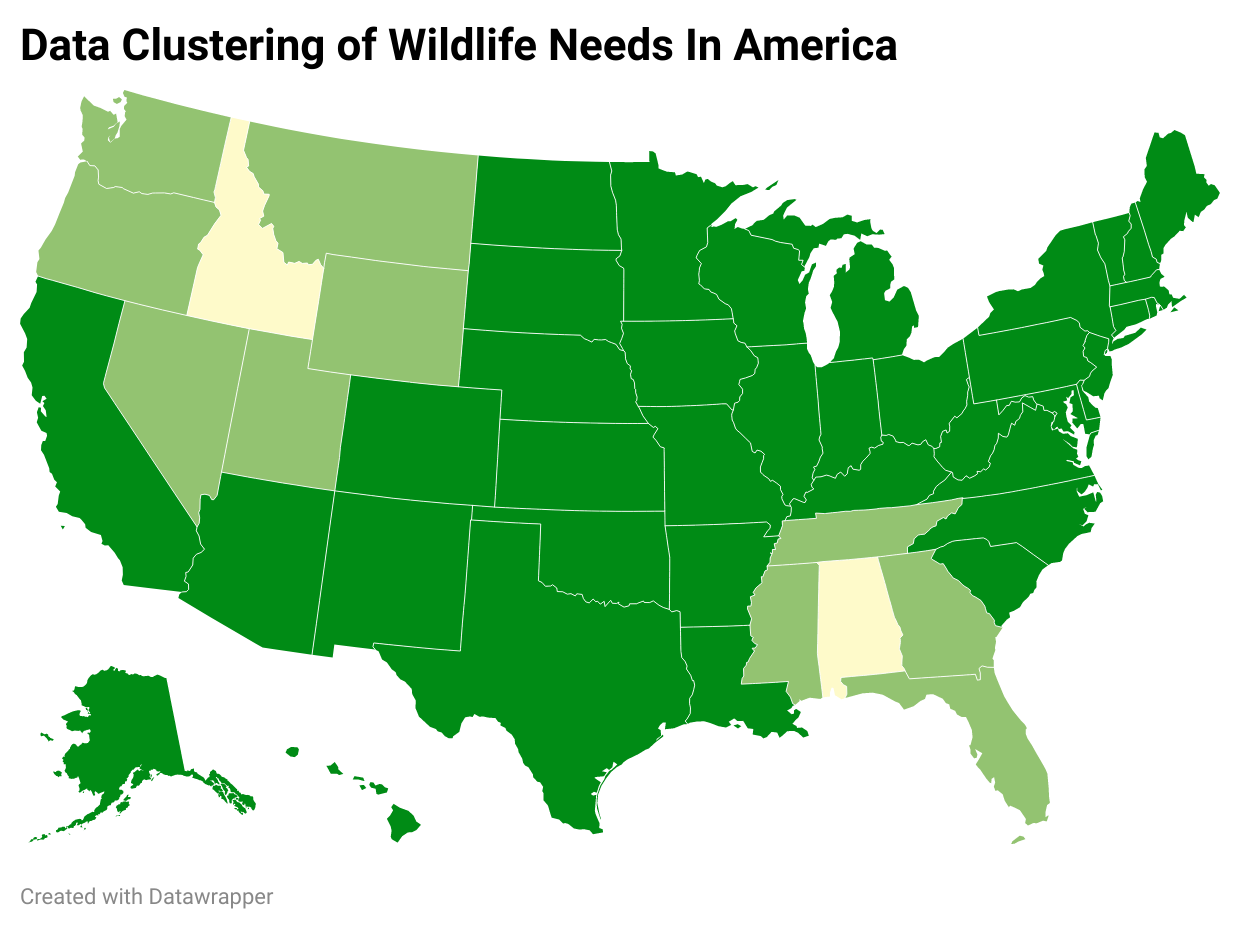 Data Clustering of Wildlife Needs In America
Created with Datawrapper